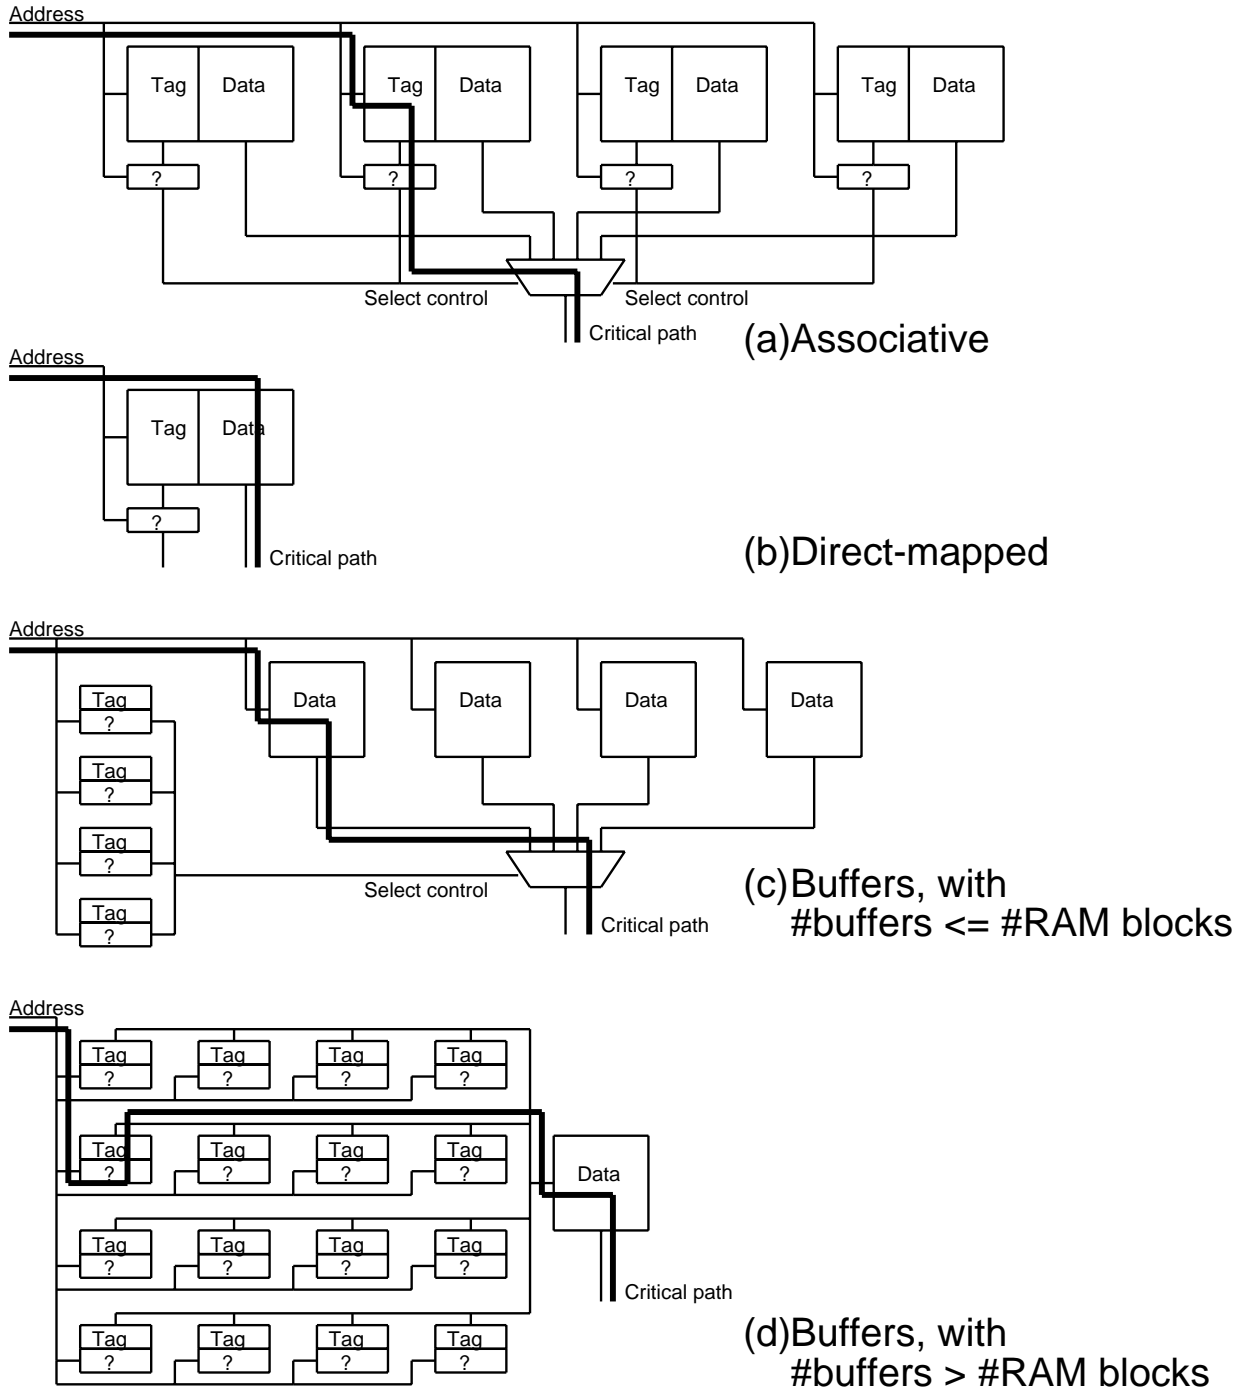 Address
Tag Data Tag Data Tag Data Tag Data
? ? ? ?
Select control Select control
Critical path
(a)Associative
Address
Tag Data
?
Critical path
(b)Direct-mapped
Address
Data Data Data Data
Tag
?
Tag
?
Tag
?
Select control
Tag
?
Critical path
(c)Buffers, with
#buffers <= #RAM blocks
Address
Tag Tag Tag Tag
? ? ? ?
Tag Tag Tag Tag
? ? ? ?
Data
Tag Tag Tag Tag
? ? ? ?
Critical path
Tag Tag Tag Tag
? ? ? ?
(d)Buffers, with
#buffers > #RAM blocks